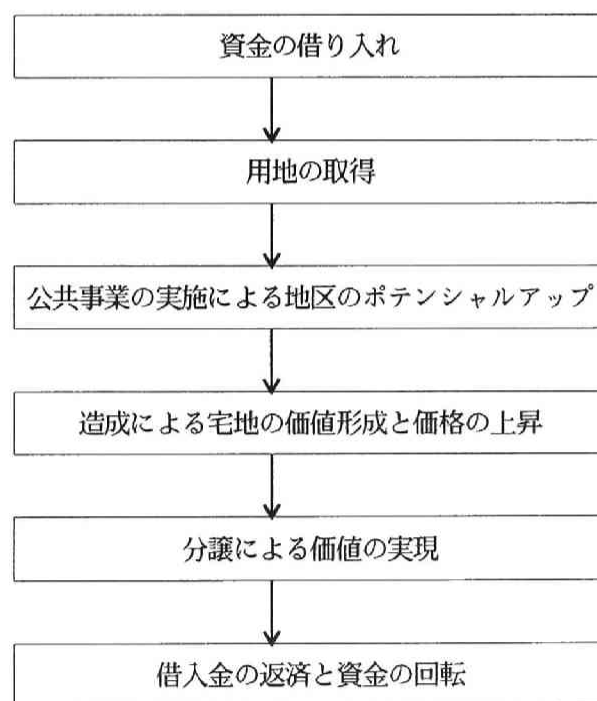 資金の借り入れ
用地の取得
公共事業の実施による地区のポテンシャルアップ
造成による宅地の価値形成と価格の上昇
分譲による価値の実現
借入金の返済と資金の回転